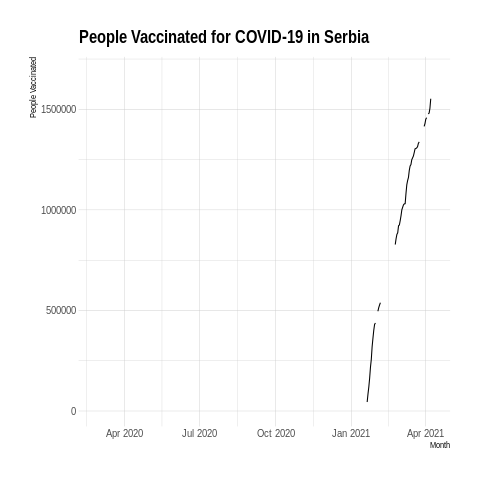 People Vaccinated for COVID-19 in Serbia
People Vaccinated
1500000
1000000
500000
0
Apr 2020 Jul 2020 Oct 2020 Jan 2021 Apr 2021
Month